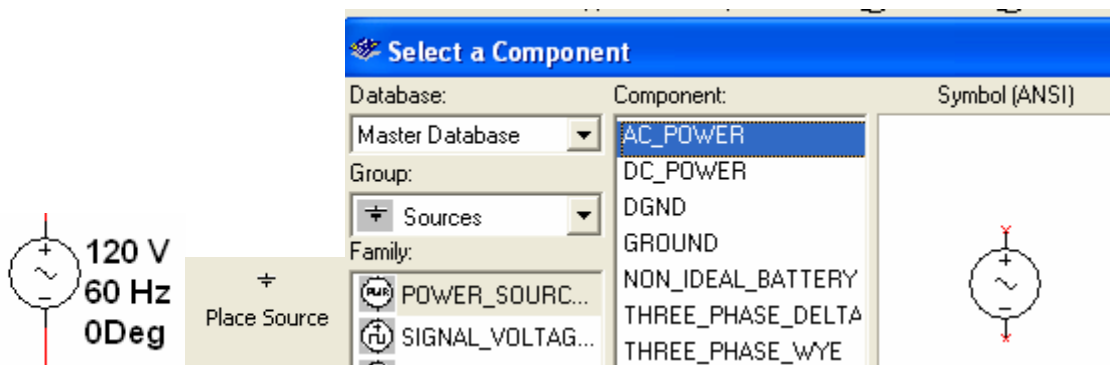 120 V
60 Hz
0Deg
Place Source
Select a Component
Database:
Master Database
Group:
Sources
Family:
POWER_SOURC...
SIGNAL_VOLTAG...
Component:
AC_POWER
DC_POWER
DGND
GROUND
NON_IDEAL_BATTERY
THREE_PHASE_DELTA
THREE_PHASE_WYE
Symbol (ANSI)